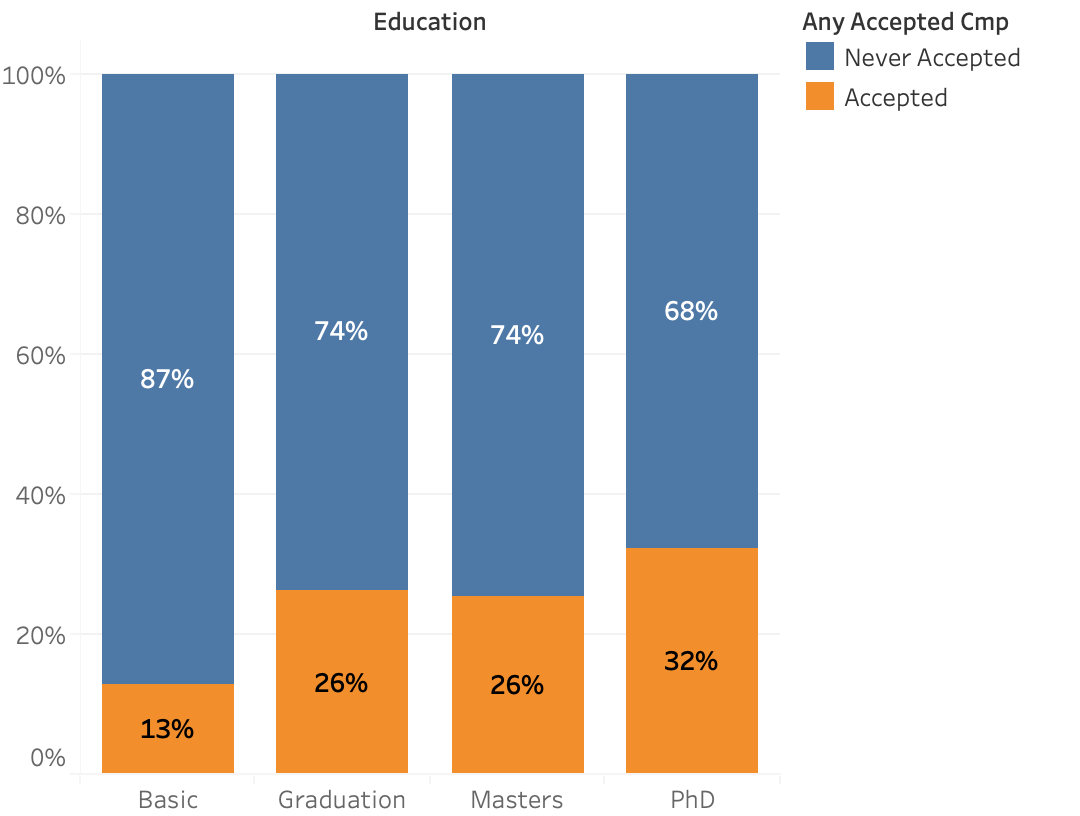 Education
Any Accepted Cmp
Never Accepted
Accepted
100%
80%
60%
40%
20%
0%
87%
74%
74%
68%
13%
26%
26%
32%
Basic
Graduation
Masters
PhD